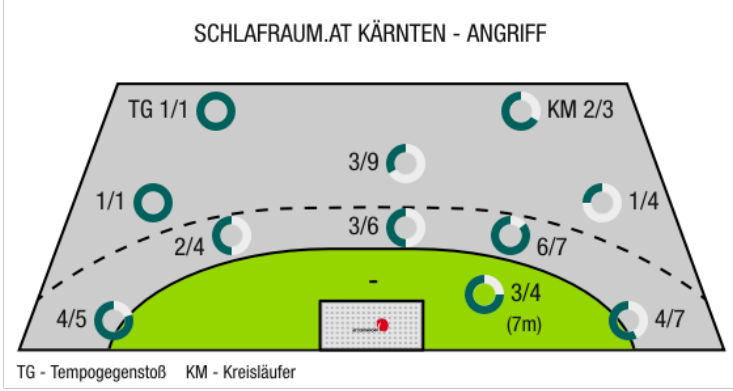 SCHLAFRAUM.AT KÄRNTEN - ANGRIFF
TG 1/1
KM 2/3
3/9
1/1
1/4
2/4
3/6
6/7
-
3/4
(7m)
4/5
4/7
TG - Tempogegenstoß KM - Kreisläufer